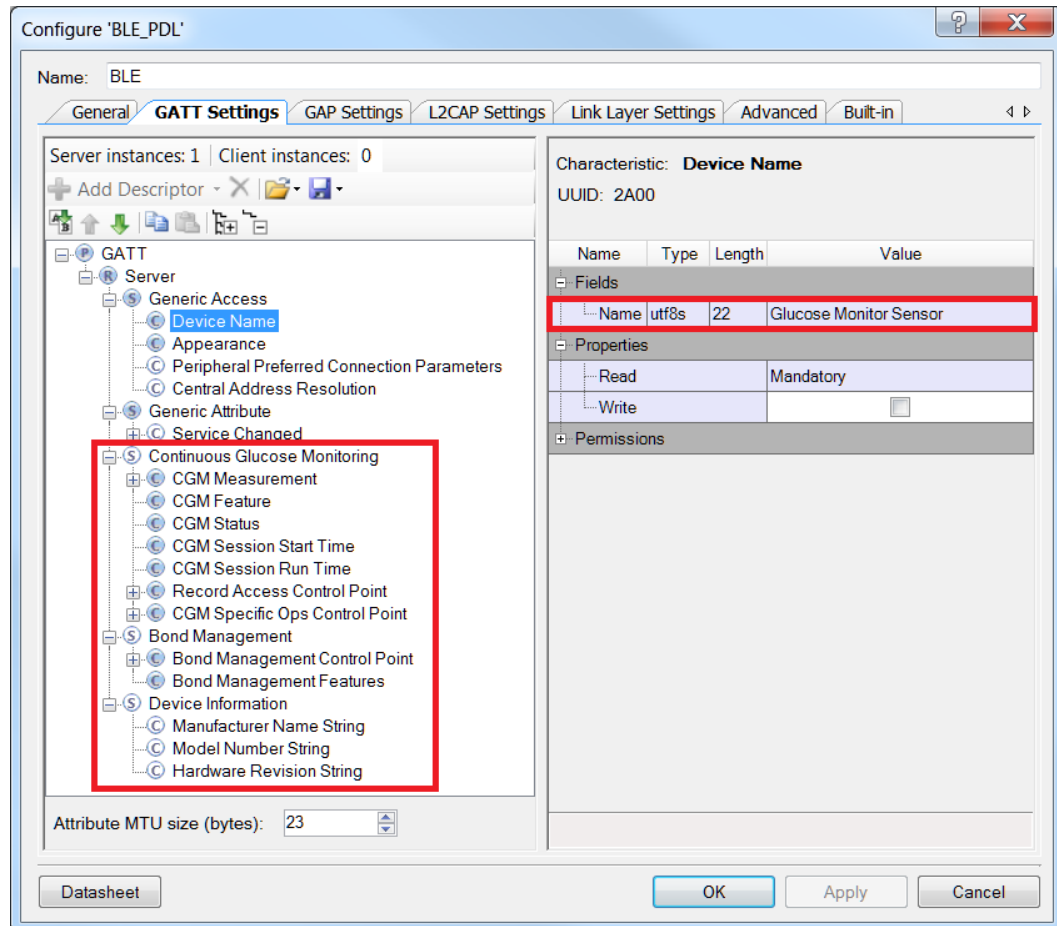 Configure 'BLE_PDL'
Name: BLE
General GATT Settings GAP Settings L2CAP Settings Link Layer Settings Advanced Built-in
Server instances: 1 Client instances: 0
Add Descriptor
GATT
Server
Generic Access
Device Name
Appearance
Peripheral Preferred Connection Parameters
Central Address Resolution
Generic Attribute
Service Changed
Continuous Glucose Monitoring
CGM Measurement
CGM Feature
CGM Status
CGM Session Start Time
CGM Session Run Time
Record Access Control Point
CGM Specific Ops Control Point
Bond Management
Bond Management Control Point
Bond Management Features
Device Information
Manufacturer Name String
Model Number String
Hardware Revision String
Attribute MTU size (bytes): 23
Characteristic: Device Name
UUID: 2A00
Name Type Length Value
Fields
Name utf8s 22 Glucose Monitor Sensor
Properties
Read Mandatory
Write
Permissions
Datasheet OK Apply Cancel